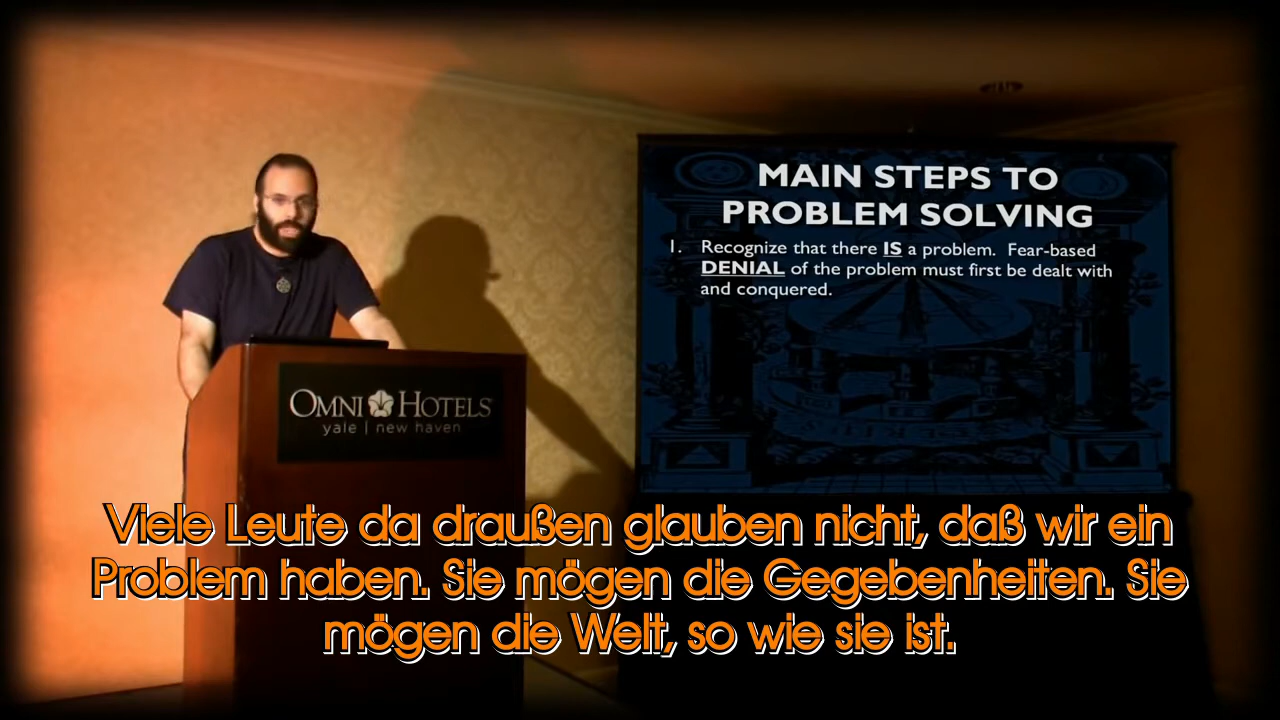 MAIN STEPS TO
PROBLEM SOLVING
1. Recognize that there IS a problem. Fear-based
DENIAL of the problem must first be dealt with
and conquered.
OMNI HOTELS
yale | new haven
Viele Leute da draußen glauben nicht, daß wir ein
Problem haben. Sie mögen die Gegebenheiten. Sie
mögen die Welt, so wie sie ist.